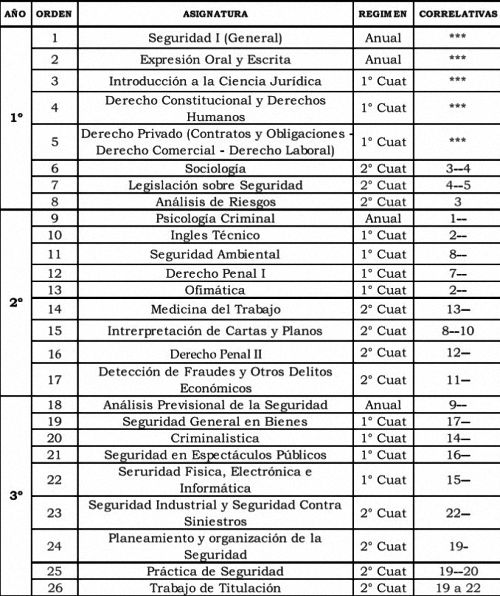 AÑO ORDEN ASIGNATURA REGIMEN CORRELATIVAS
1º
1 Seguridad I (General) Anual ***
2 Expresión Oral y Escrita Anual ***
3 Introducción a la Ciencia Jurídica 1° Cuat ***
4 Derecho Constitucional y Derechos
Humanos 1° Cuat ***
5 Derecho Privado (Contratos y Obligaciones -
Derecho Comercial - Derecho Laboral) 1° Cuat ***
6 Sociología 2° Cuat 3--4
7 Legislación sobre Seguridad 2° Cuat 4--5
8 Análisis de Riesgos 2° Cuat 3
2º
9 Psicología Criminal Anual 1--
10 Ingles Técnico 1° Cuat 2--
11 Seguridad Ambiental 1° Cuat 8--
12 Derecho Penal I 1° Cuat 7--
13 Ofimática 1° Cuat 2--
14 Medicina del Trabajo 2° Cuat 13--
15 Intrerpretación de Cartas y Planos 2° Cuat 8--10
16 Derecho Penal II 2° Cuat 12--
17 Detección de Fraudes y Otros Delitos
Económicos 2° Cuat 11--
3º
18 Análisis Previsional de la Seguridad Anual 9--
19 Seguridad General en Bienes 1° Cuat 17--
20 Criminalistica 1° Cuat 14--
21 Seguridad en Espectáculos Públicos 1° Cuat 16--
22 Seruridad Fisica, Electrónica e
Informática 1° Cuat 15--
23 Seguridad Industrial y Seguridad Contra
Siniestros 2° Cuat 22--
24 Planeamiento y organización de la
Seguridad 2° Cuat 19-
25 Práctica de Seguridad 2° Cuat 19--20
26 Trabajo de Titulación 2° Cuat 19 a 22